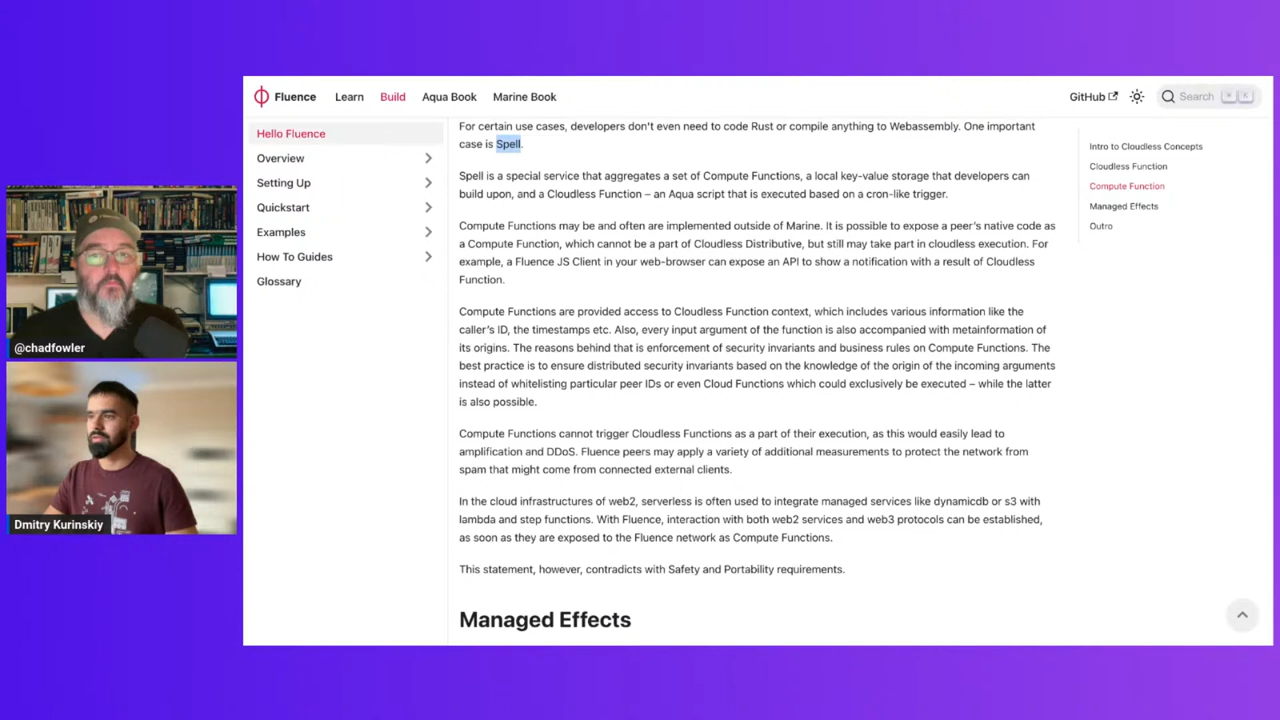 Fluence Learn Build Aqua Book Marine Book GitHub Search
Hello Fluence
Overview
Setting Up
Quickstart
Examples
How To Guides
Glossary
For certain use cases, developers don't even need to code Rust or compile anything to Webassembly. One important
case is Spell.
Spell is a special service that aggregates a set of Compute Functions, a local key-value storage that developers can
build upon, and a Cloudless Function – an Aqua script that is executed based on a cron-like trigger.
Compute Functions may be and often are implemented outside of Marine. It is possible to expose a peer's native code as
a Compute Function, which cannot be a part of Cloudless Distributive, but still may take part in cloudless execution. For
example, a Fluence JS Client in your web-browser can expose an API to show a notification with a result of Cloudless
Function.
Compute Functions are provided access to Cloudless Function context, which includes various information like the
caller's ID, the timestamps etc. Also, every input argument of the function is also accompanied with metainformation of
its origins. The reasons behind that is enforcement of security invariants and business rules on Compute Functions. The
best practice is to ensure distributed security invariants based on the knowledge of the origin of the incoming arguments
instead of whitelisting particular peer IDs or even Cloud Functions which could exclusively be executed – while the latter
is also possible.
Compute Functions cannot trigger Cloudless Functions as a part of their execution, as this would easily lead to
amplification and DDoS. Fluence peers may apply a variety of additional measurements to protect the network from
spam that might come from connected external clients.
In the cloud infrastructures of web2, serverless is often used to integrate managed services like dynamicdb or s3 with
lambda and step functions. With Fluence, interaction with both web2 services and web3 protocols can be established,
as soon as they are exposed to the Fluence network as Compute Functions.
This statement, however, contradicts with Safety and Portability requirements.
Managed Effects
Intro to Cloudless Concepts
Cloudless Function
Compute Function
Managed Effects
Outro
@chadfowler
Dmitry Kurinskiy